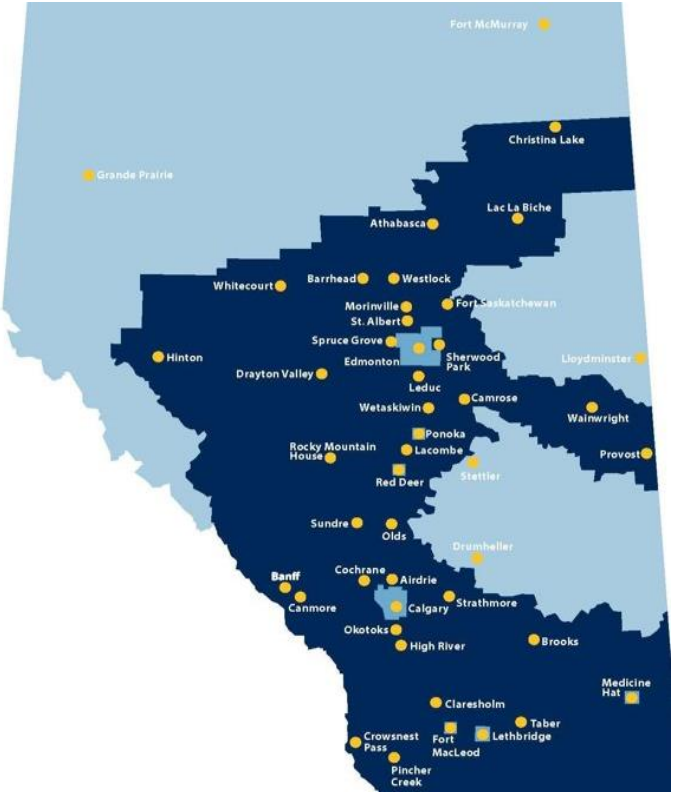 Fort McMurray
Christina Lake
Grande Prairie
Lac La Biche
Athabasca
Whitecourt
Barrhead
Westlock
Morinville
Fort Saskatchewan
St. Albert
Spruce Grove
Edmonton
Sherwood
Park
Hinton
Lloydminster
Drayton Valley
Leduc
Camrose
Wetaskiwin
Wainwright
Ponoka
Rocky Mountain
House
Lacombe
Provost
Red Deer
Stettler
Sundre
Olds
Drumheller
Banff
Cochrane
Airdrie
Canmore
Calgary
Strathmore
Okotoks
High River
Brooks
Medicine
Hat
Claresholm
Taber
Fort
MacLeod
Lethbridge
Crowsnest
Pass
Pincher
Creek